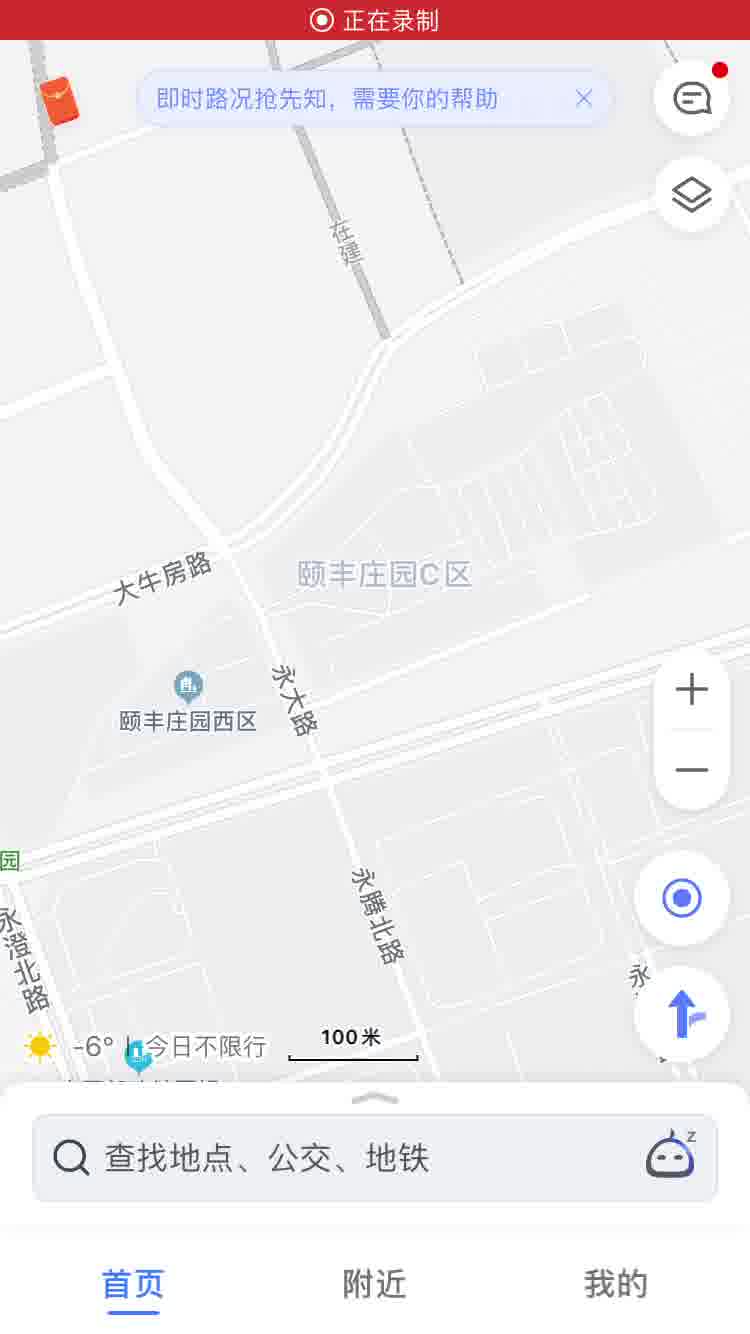 正在录制
即时路况抢先知，需要你的帮助
在建
大牛房路
颐丰庄园C区
永大路
颐丰庄园西区
园
永腾北路
永澄北路
永
-6°
今日不限行
100米
查找地点、公交、地铁
z
首页
附近
我的